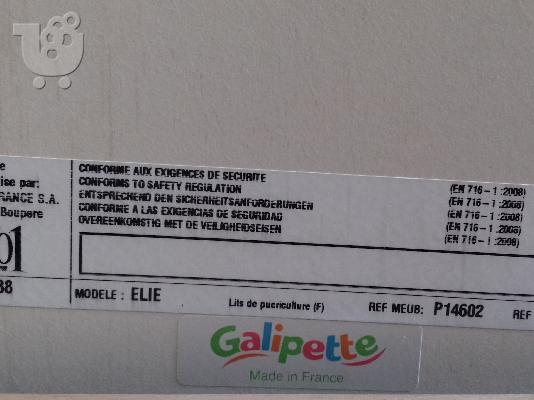 CONFORME AUX EXIGENCES DE SECURITE (EN 716-1:2008)
CONFORMS TO SAFETY REGULATION (EN 716-1:2008)
ENTSPRECHEND DEN SICHERHEITSANFORDERUNGEN (EN 716-1:2008)
CONFORME A LAS EXIGENCIAS DE SEGURIDAD (EN 716-1:2008)
OVEREENKOMSTIG MET DE VEILIGHEIDSEISEN (EN 716-1:2008)
ise par:
RANCE S.A.
Boupere
38
MODELE : ELIE Lits de puericulture (F) REF MEUB: P14602 REF
Galipette
Made in France